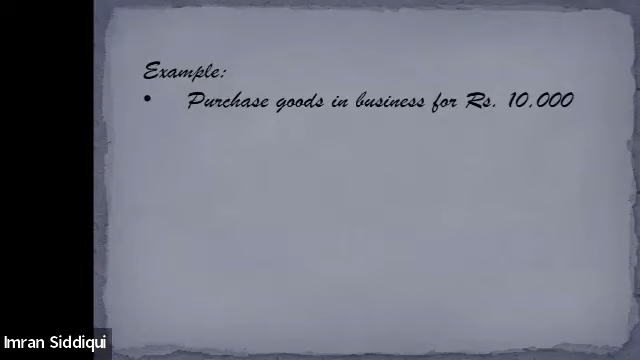 Example:
• Purchase goods in business for Rs. 10,000
Imran Siddiqui